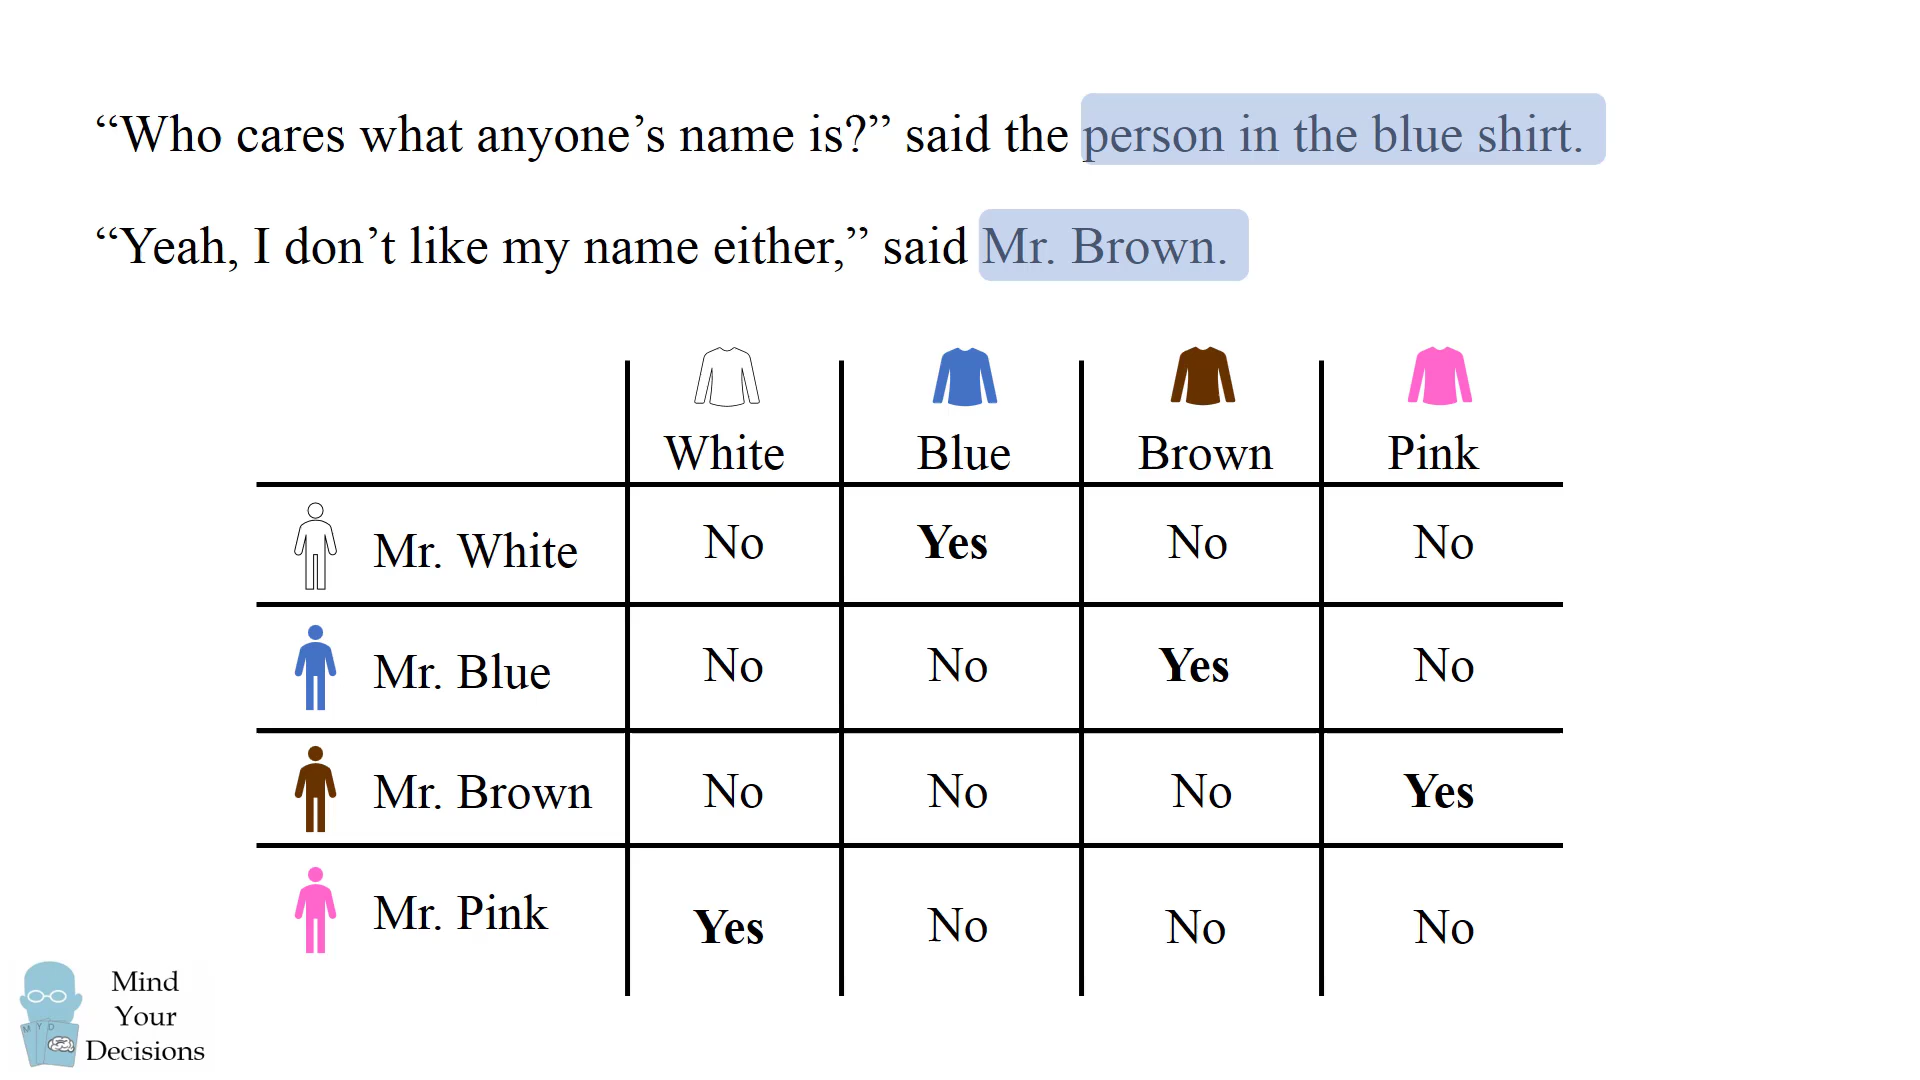 “Who cares what anyone’s name is?” said the person in the blue shirt.
“Yeah, I don’t like my name either,” said Mr. Brown.
White Blue Brown Pink
Mr. White No Yes No No
Mr. Blue No No Yes No
Mr. Brown No No No Yes
Mr. Pink Yes No No No
M Y D
Mind
Your
Decisions